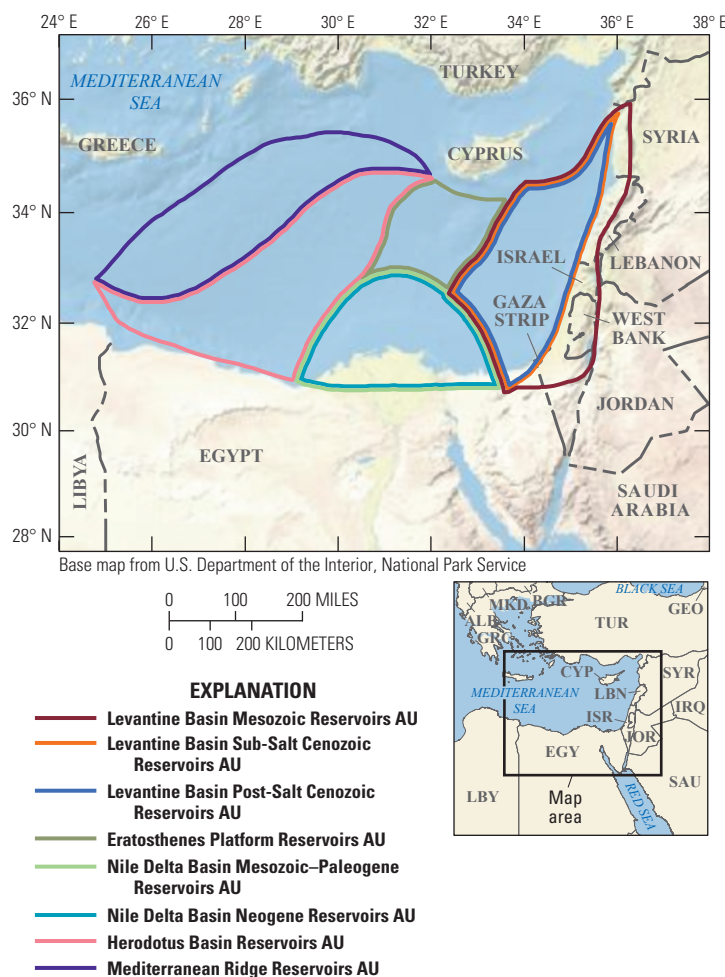 24° E 26° E 28° E 30° E 32° E 34° E 36° E 38° E
36° N
34° N
32° N
30° N
28° N
MEDITERRANEAN
SEA
TURKEY
GREECE
CYPRUS
SYRIA
ISRAEL
LEBANON
GAZA
STRIP
WEST
BANK
JORDAN
EGYPT
LIBYA
SAUDI
ARABIA
Base map from U.S. Department of the Interior, National Park Service
0 100 200 MILES
0 100 200 KILOMETERS
EXPLANATION
Levantine Basin Mesozoic Reservoirs AU
Levantine Basin Sub-Salt Cenozoic
Reservoirs AU
Levantine Basin Post-Salt Cenozoic
Reservoirs AU
Eratosthenes Platform Reservoirs AU
Nile Delta Basin Mesozoic–Paleogene
Reservoirs AU
Nile Delta Basin Neogene Reservoirs AU
Herodotus Basin Reservoirs AU
Mediterranean Ridge Reservoirs AU
BLACK SEA
MKD
BGR
GEO
ALB
TUR
GRC
CYP
SYR
MEDITERRANEAN
SEA
LBN
ISR
IRQ
JOR
EGY
LBY
SAU
RED SEA
Map
area